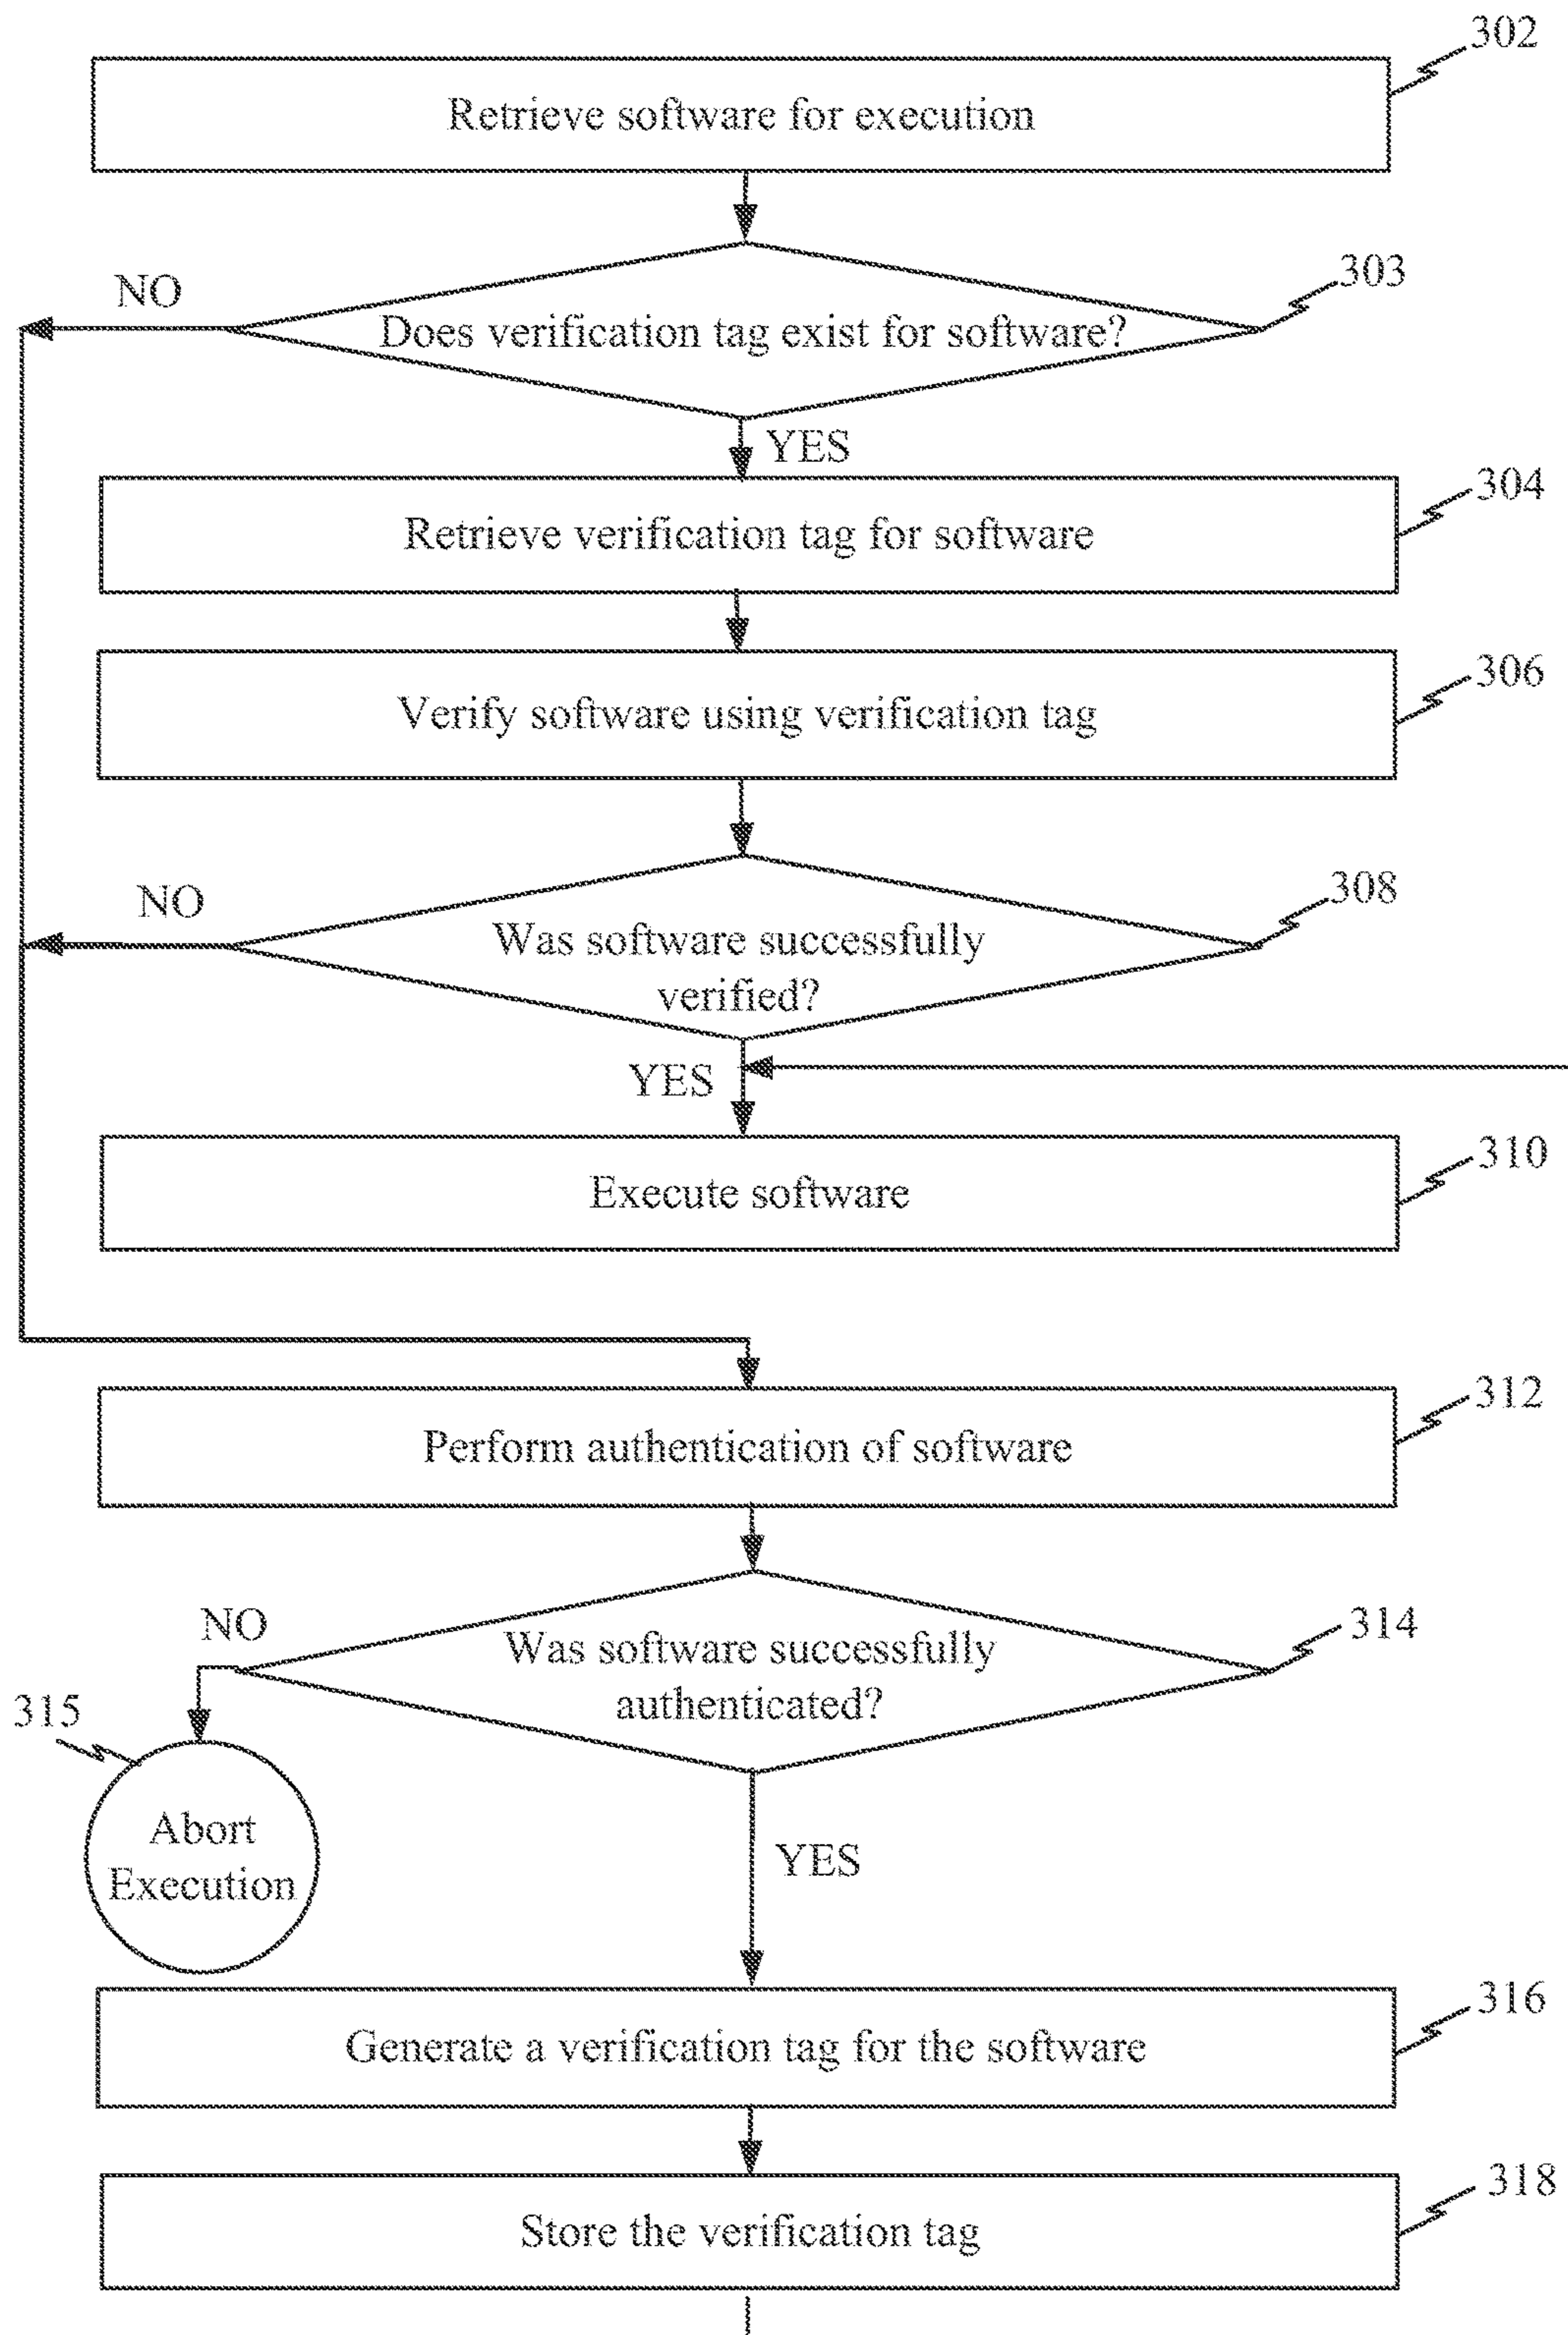 302
Retrieve software for execution
303
NO
Does verification tag exist for software?
YES
304
Retrieve verification tag for software
306
Verify software using verification tag
308
NO
Was software successfully
verified?
YES
310
Execute software
312
Perform authentication of software
314
NO
Was software successfully
authenticated?
315
Abort
Execution
YES
316
Generate a verification tag for the software
318
Store the verification tag